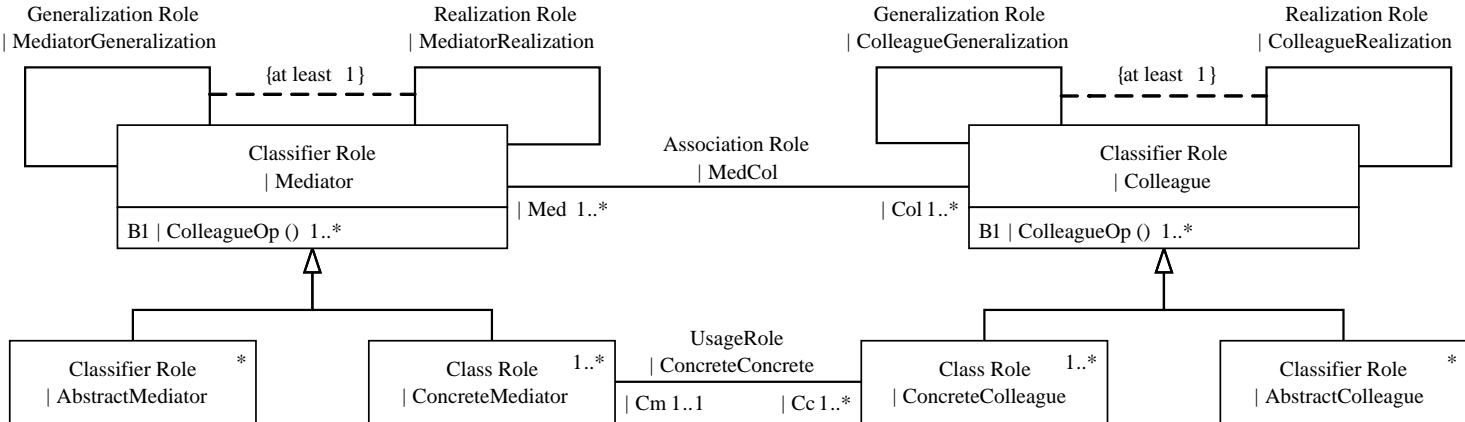 Generalization Role
| MediatorGeneralization
Realization Role
| MediatorRealization
Generalization Role
| ColleagueGeneralization
Realization Role
| ColleagueRealization
{at least 1}
{at least 1}
Classifier Role
| Mediator
Association Role
| MedCol
Classifier Role
| Colleague
| Med 1..*
| Col 1..*
B1 | ColleagueOp () 1..*
B1 | ColleagueOp () 1..*
Classifier Role
| AbstractMediator
*
Class Role
| ConcreteMediator
1..*
UsageRole
| ConcreteConcrete
| Cm 1..1
| Cc 1..*
Class Role
| ConcreteColleague
1..*
Classifier Role
| AbstractColleague
*